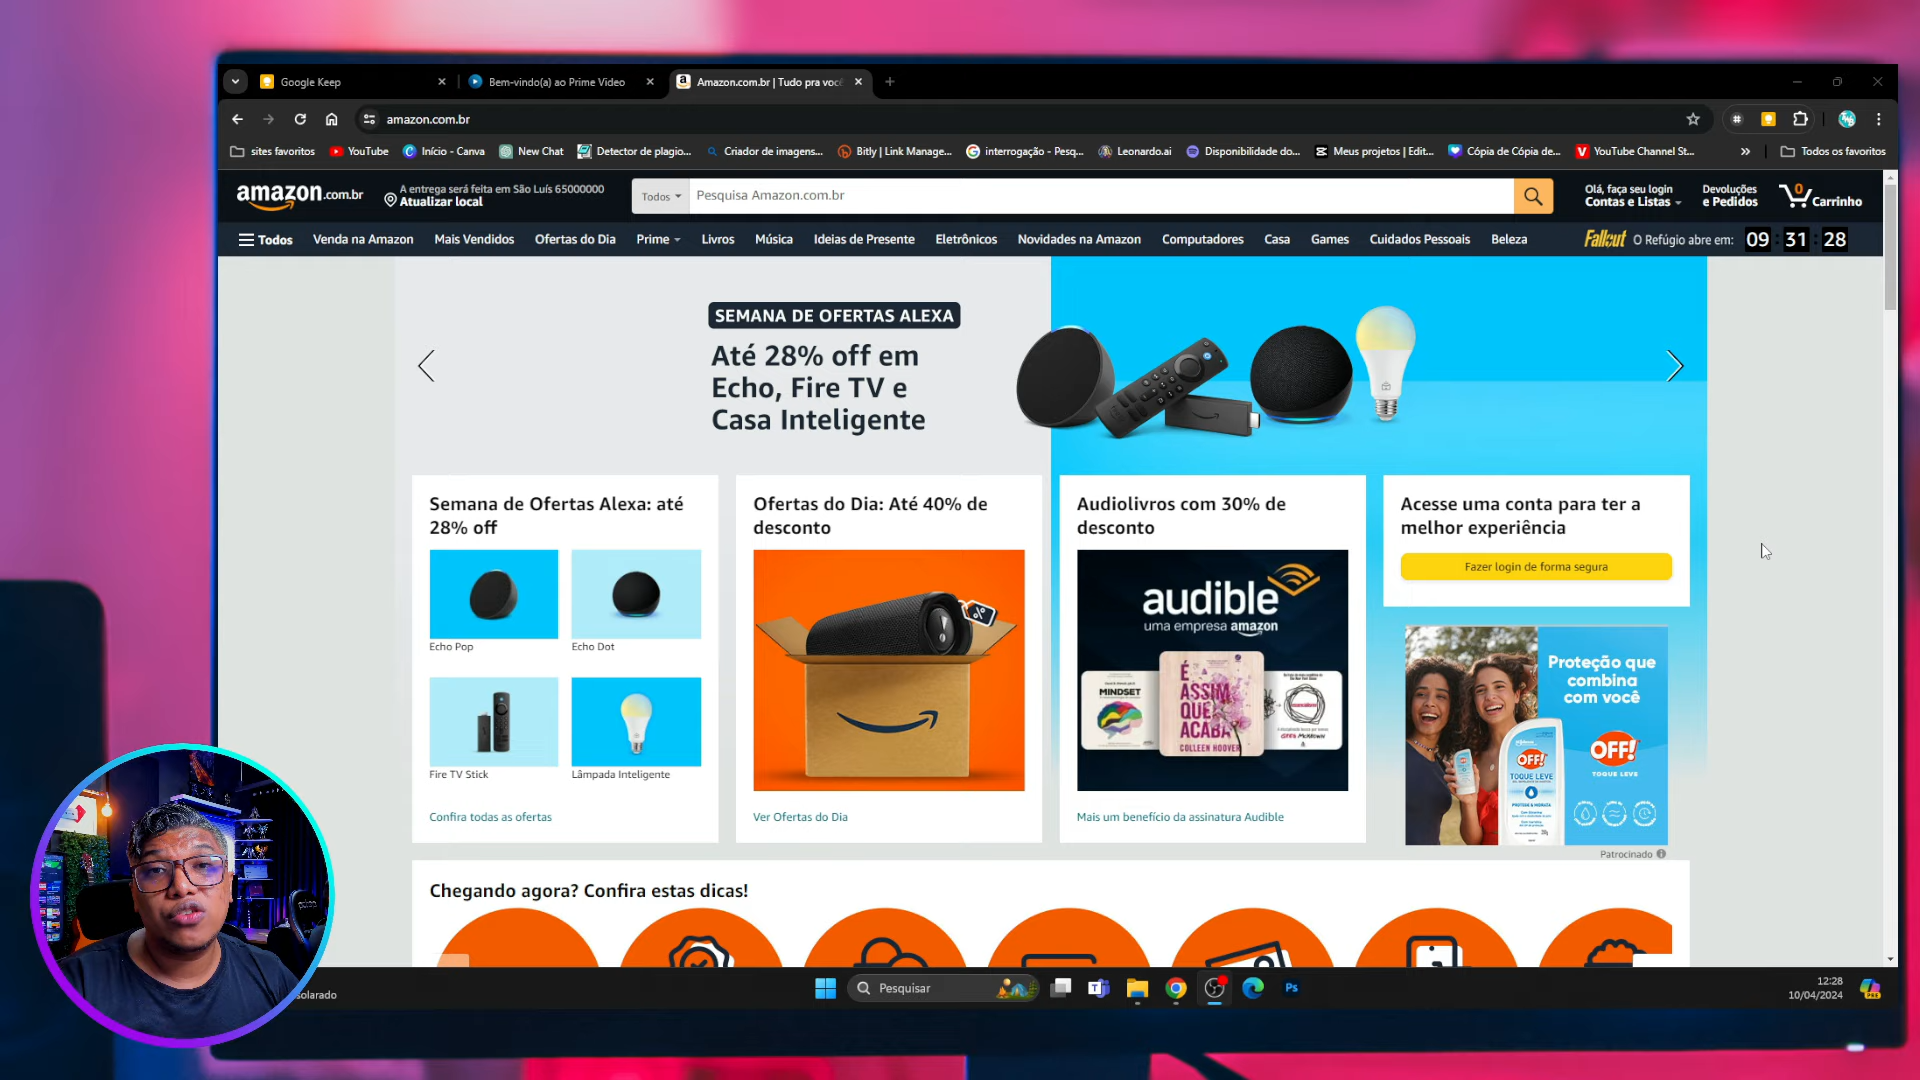 Google Keep
Bem-vindo(a) ao Prime Video
Amazon.com.br | Tudo pra você
amazon.com.br
sites favoritos
YouTube
Início - Canva
New Chat
Detector de plagio...
Criador de imagens...
Bitly | Link Manage...
interrogação - Pesq...
Leonardo.ai
Disponibilidade do...
Meus projetos | Edit...
Cópia de Cópia de...
YouTube Channel St...
Todos os favoritos
amazon.com.br
A entrega será feita em São Luís 65000000
Atualizar local
Todos
Pesquisa Amazon.com.br
Olá, faça seu login
Contas e Listas
Devoluções
e Pedidos
0
Carrinho
Todos
Venda na Amazon
Mais Vendidos
Ofertas do Dia
Prime
Livros
Música
Ideias de Presente
Eletrônicos
Novidades na Amazon
Computadores
Casa
Games
Cuidados Pessoais
Beleza
Fallout O Refúgio abre em: 09 : 31 : 28
SEMANA DE OFERTAS ALEXA
Até 28% off em
Echo, Fire TV e
Casa Inteligente
Semana de Ofertas Alexa: até
28% off
Echo Pop
Echo Dot
Fire TV Stick
Lâmpada Inteligente
Confira todas as ofertas
Ofertas do Dia: Até 40% de
desconto
Ver Ofertas do Dia
Audiolivros com 30% de
desconto
audible
uma empresa amazon
MINDSET
É
ASSIM
QUE
ACABA
COLLEEN HOOVER
GREG MCKEOWN
Mais um benefício da assinatura Audible
Acesse uma conta para ter a
melhor experiência
Fazer login de forma segura
Proteção que
combina
com você
OFF!
TOQUE LEVE
OFF!
TOQUE LEVE
Patrocinado
Chegando agora? Confira estas dicas!
solarado
Pesquisar
Ps
12:28
10/04/2024